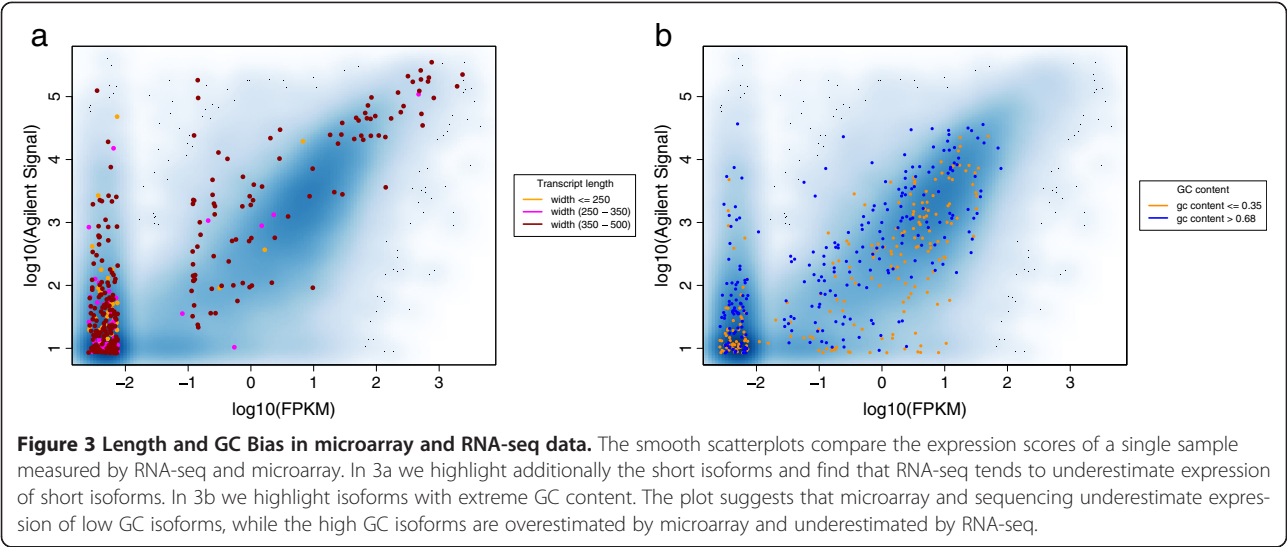 a
log10(Agilent Signal)
5
4
3
2
1
−2 −1 0 1 2 3
log10(FPKM)
Transcript length
width <= 250
width (250 − 350)
width (350 − 500)
b
log10(Agilent Signal)
5
4
3
2
1
−2 −1 0 1 2 3
log10(FPKM)
GC content
gc content <= 0.35
gc content > 0.68
Figure 3 Length and GC Bias in microarray and RNA-seq data. The smooth scatterplots compare the expression scores of a single sample
measured by RNA-seq and microarray. In 3a we highlight additionally the short isoforms and find that RNA-seq tends to underestimate expression
of short isoforms. In 3b we highlight isoforms with extreme GC content. The plot suggests that microarray and sequencing underestimate expres-
sion of low GC isoforms, while the high GC isoforms are overestimated by microarray and underestimated by RNA-seq.